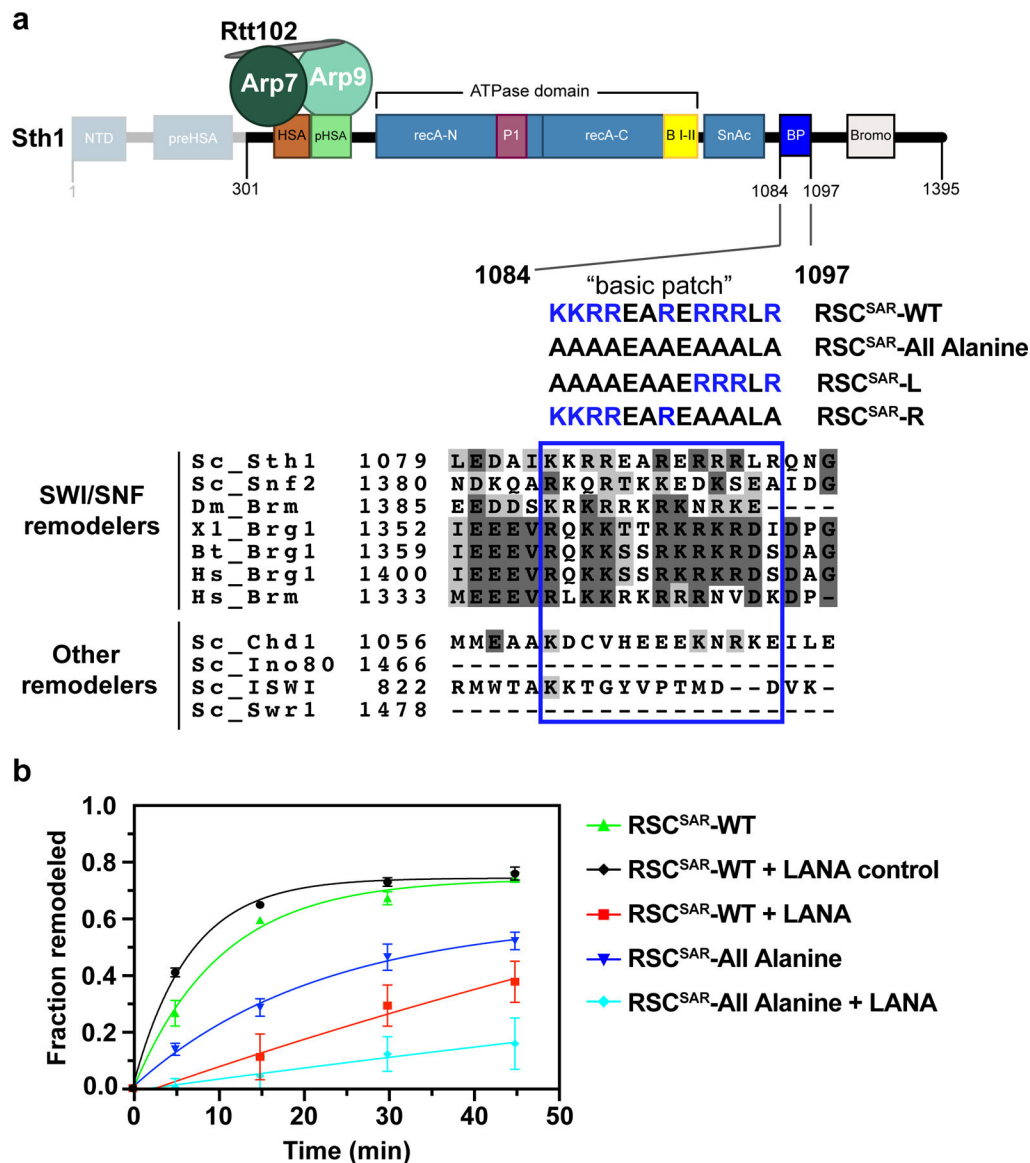 a
Rtt102
Arp7 Arp9
ATPase domain
Sth1 NTD preHSA HSA pHSA recA-N P1 recA-C B I-II SnAc BP Bromo
1 301 1084 1097 1395
1084 1097
“basic patch”
KKRREARERRRLR RSCSAR-WT
AAAAEAAEAAALA RSCSAR-All Alanine
AAAAEAAERRRLR RSCSAR-L
KKRREAREAAALA RSCSAR-R
SWI/SNF remodelers
Sc_Sth1 1079 LEDAIKKRREARERRRLRQNG
Sc_Snf2 1380 NDKQARKQRTKKEDKSEAIDG
Dm_Brm 1385 EEDDSKRKRRKRKNRKE----
Xl_Brg1 1352 IEEEVRQKKTTRKRKRDIDPG
Bt_Brg1 1359 IEEEVRQKKSSRKRKRDSDAG
Hs_Brg1 1400 IEEEVRQKKSSRKRKRDSDAG
Hs_Brm 1333 MEEEVRLKKRKRRRNVDKDP-
Other remodelers
Sc_Chd1 1056 MMEAAKDCVHEEEKNRKEILE
Sc_Ino80 1466 ---------------------
Sc_ISWI 822 RMWTAKKTGYVPTMD--DVK-
Sc_Swr1 1478 ---------------------
b
Fraction remodeled
1.0
0.8
0.6
0.4
0.2
0.0
0 10 20 30 40 50
Time (min)
RSCSAR-WT
RSCSAR-WT + LANA control
RSCSAR-WT + LANA
RSCSAR-All Alanine
RSCSAR-All Alanine + LANA